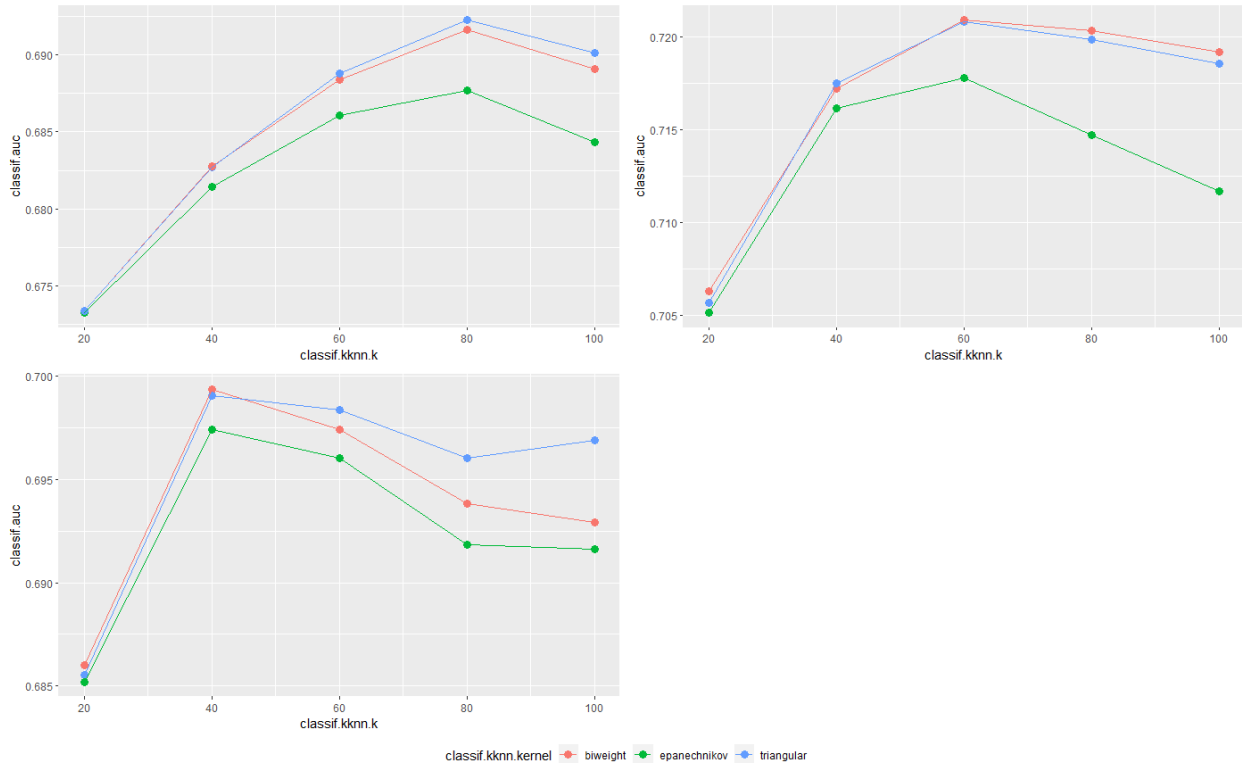 0.690
0.685
0.680
0.675
classif.auc
20 40 60 80 100
classif.kknn.k
0.720
0.715
0.710
0.705
classif.auc
20 40 60 80 100
classif.kknn.k
0.700
0.695
0.690
0.685
classif.auc
20 40 60 80 100
classif.kknn.k
classif.kknn.kernel biweight epanechnikov triangular